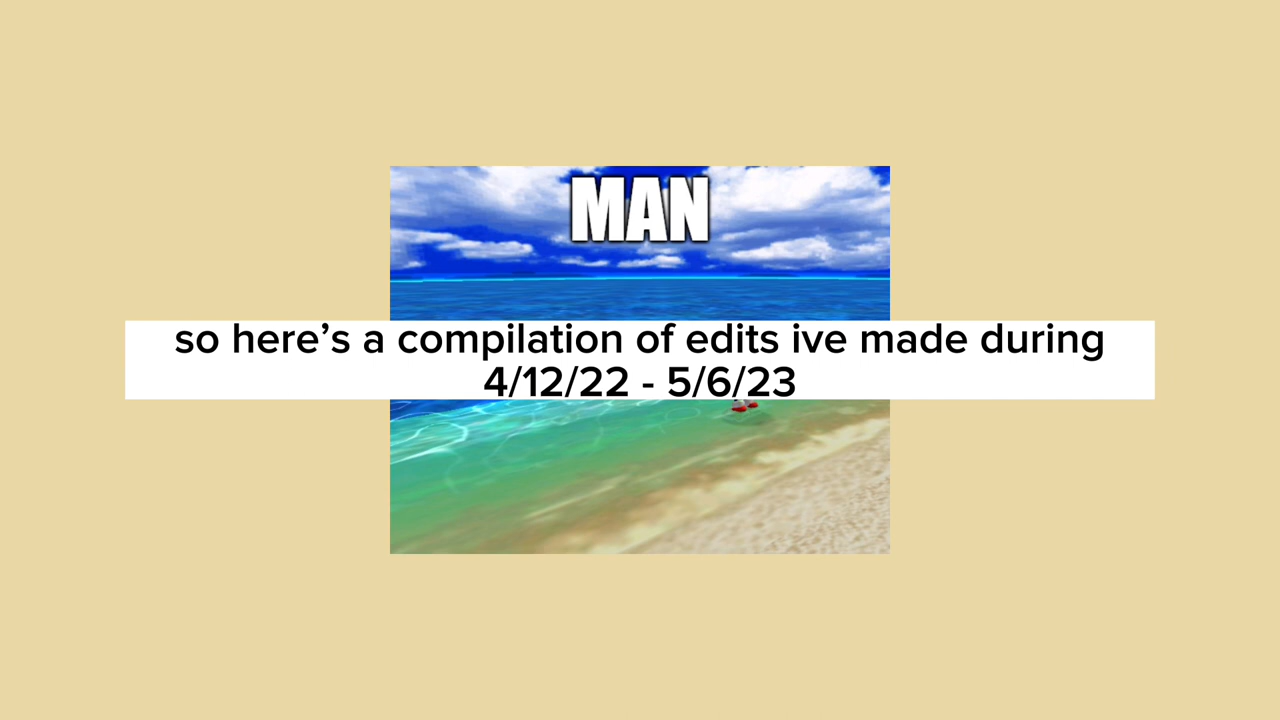 MAN
so here’s a compilation of edits ive made during
4/12/22 - 5/6/23